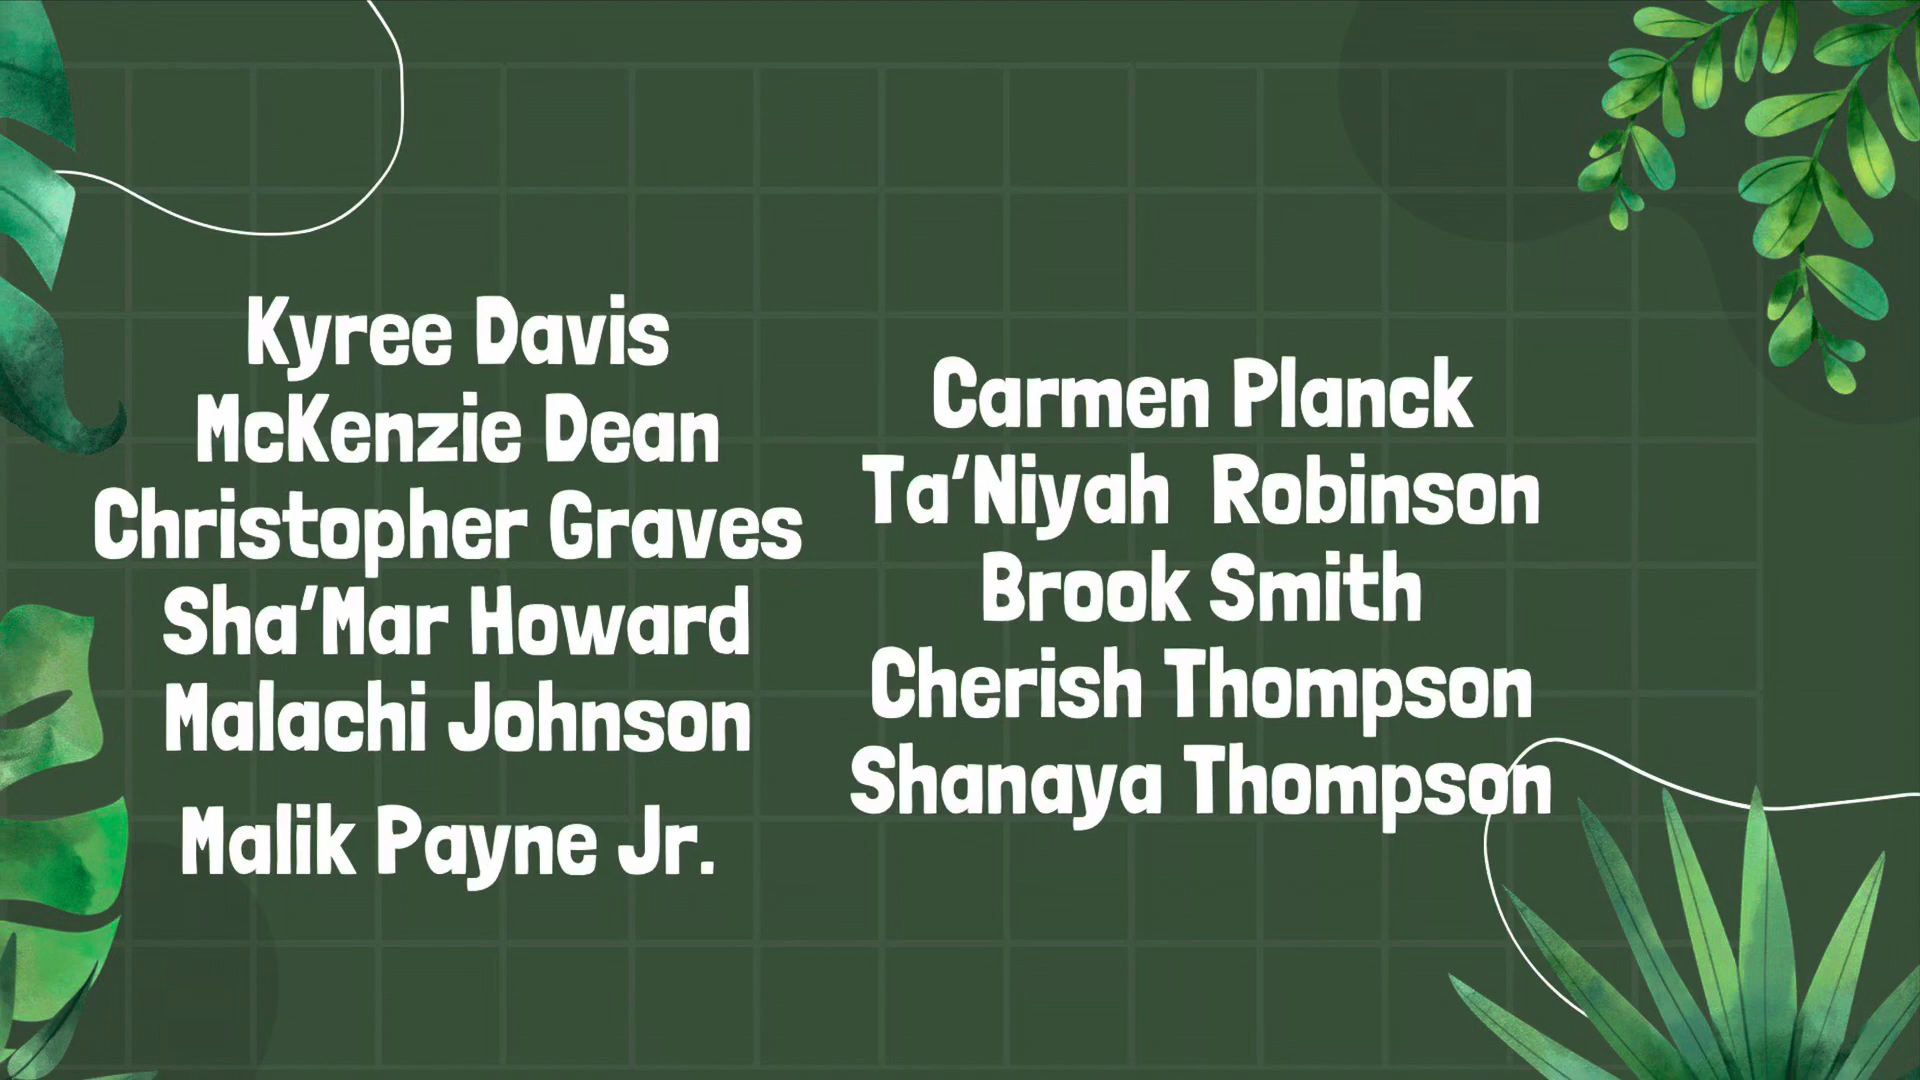 Kyree Davis
McKenzie Dean
Christopher Graves
Sha'Mar Howard
Malachi Johnson
Malik Payne Jr.
Carmen Planck
Ta'Niyah  Robinson
Brook Smith
Cherish Thompson
Shanaya Thompson